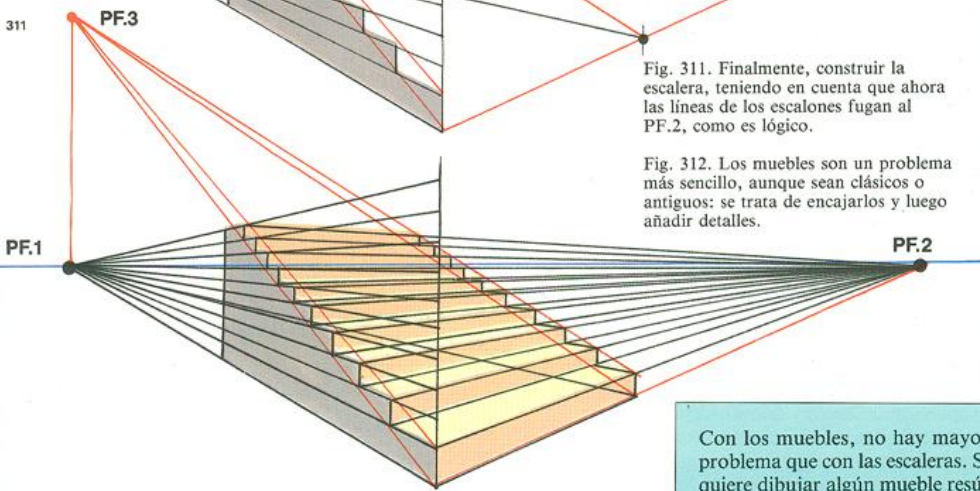 311
PF.3
Fig. 311. Finalmente, construir la
escalera, teniendo en cuenta que ahora
las líneas de los escalones fugan al
PF.2, como es lógico.
Fig. 312. Los muebles son un problema
más sencillo, aunque sean clásicos o
antiguos: se trata de encajarlos y luego
añadir detalles.
PF.1
PF.2
Con los muebles, no hay mayo
problema que con las escaleras. S
quiere dibujar algún mueble resú